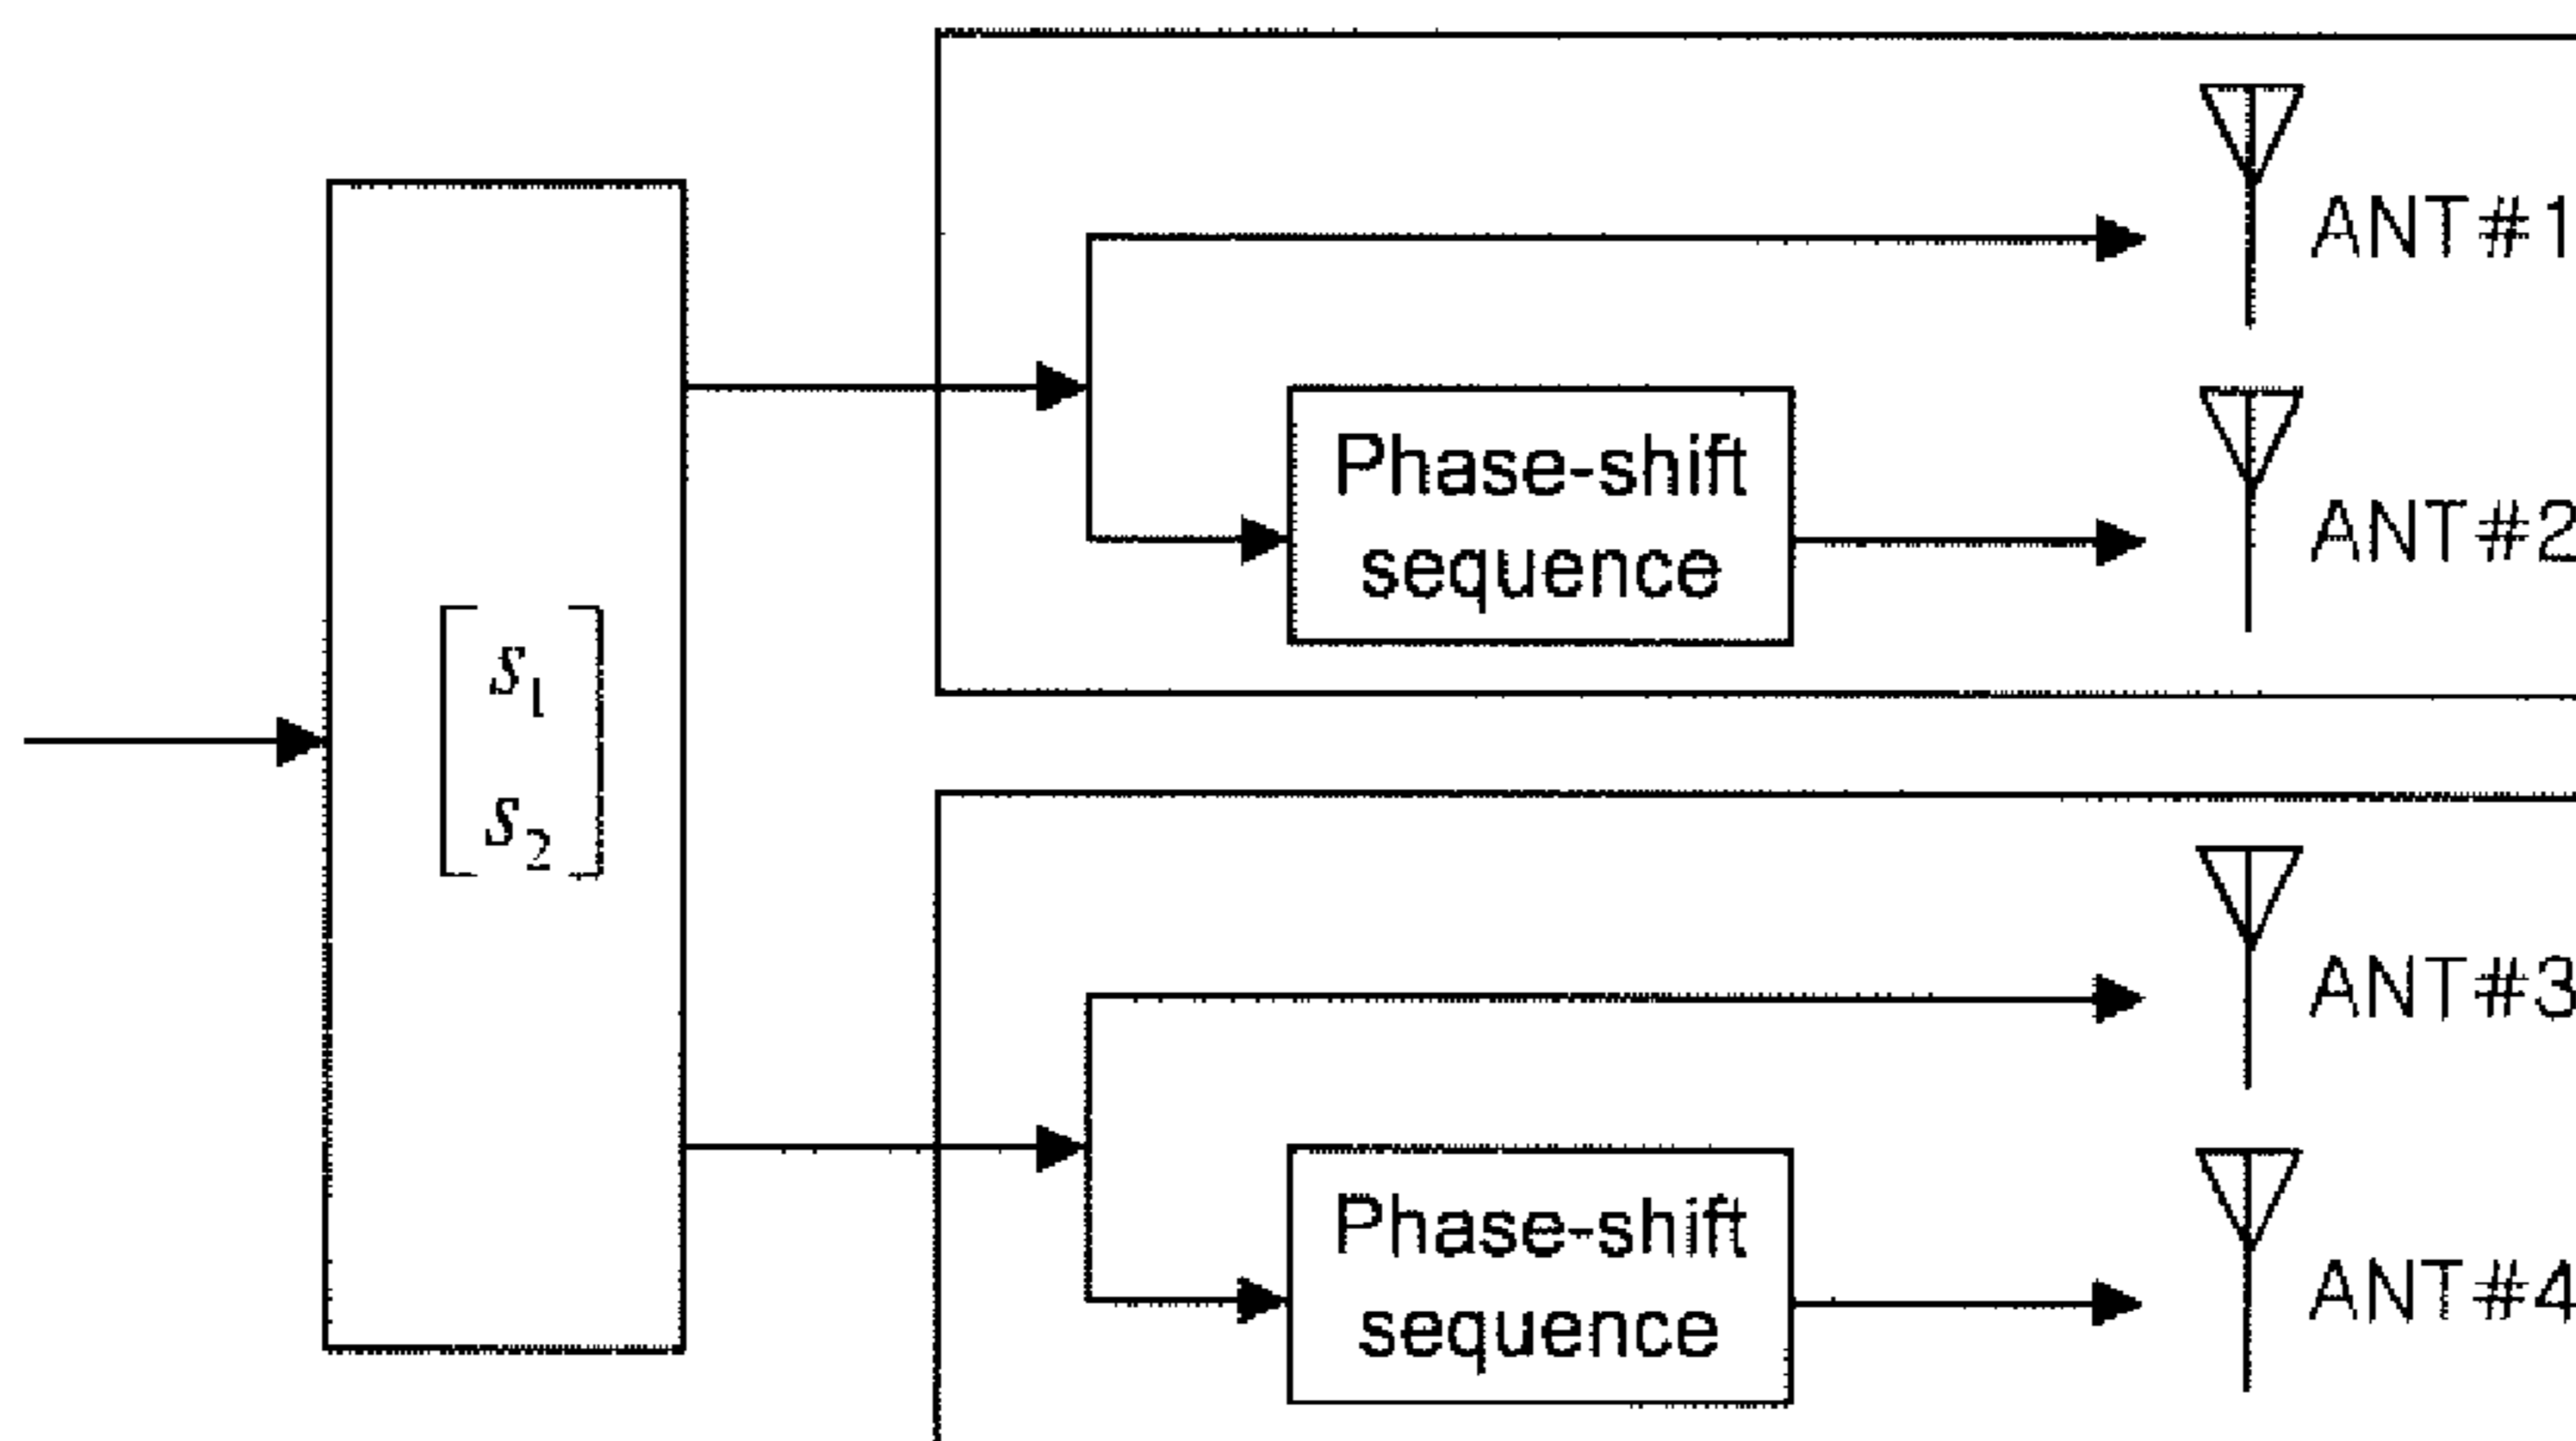 ANT#1
Phase-shift
sequence
ANT#2
s1
s2
ANT#3
Phase-shift
sequence
ANT#4